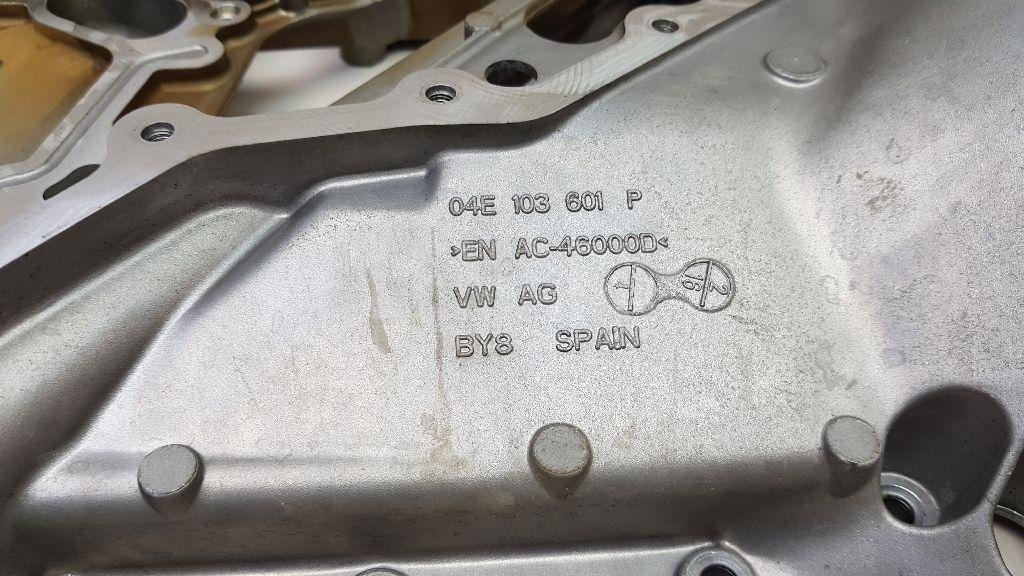 04E 103 601 P
>EN AC-46000D<
VW AG
BY8 SPAIN